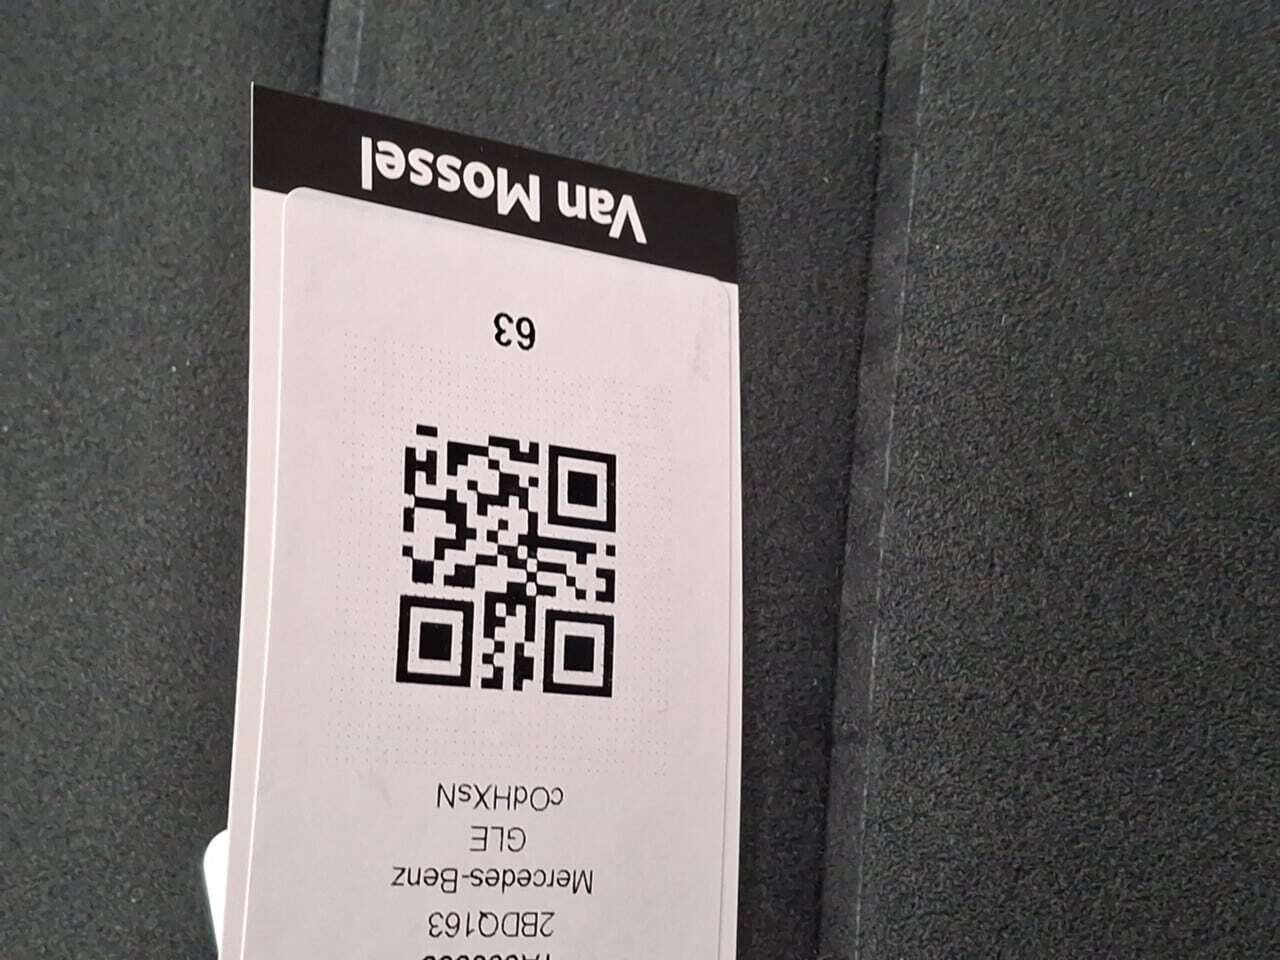 2BDQ163
Mercedes-Benz
GLE
cOdHXsN
63
Van Mossel